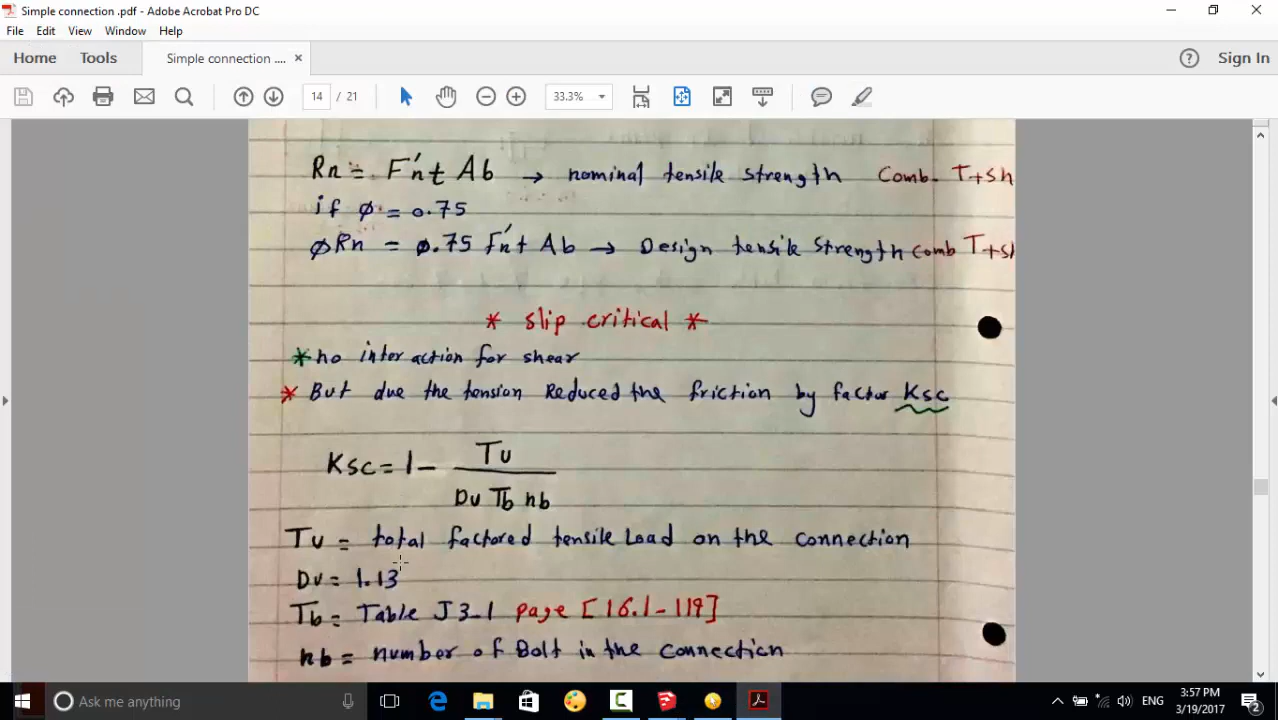 Simple connection .pdf - Adobe Acrobat Pro DC
File Edit View Window Help
Home Tools Simple connection .... × Sign In
14 / 21 33.3%
Rn = F'nt Ab → nominal tensile strength Comb. T+sh
if ø = 0.75
øRn = 0.75 F'nt Ab → Design tensile strength comb T+sh
* slip critical *
* no interaction for shear
* But due the tension Reduced the friction by factor Ksc
Ksc = 1 - Tu
Du Tb nb
Tu = total factored tensile Load on the connection
Du = 1.13
Tb = Table J3-1 page [16.1-119]
nb = number of Bolt in the connection
Ask me anything
ENG
3:57 PM
3/19/2017
2